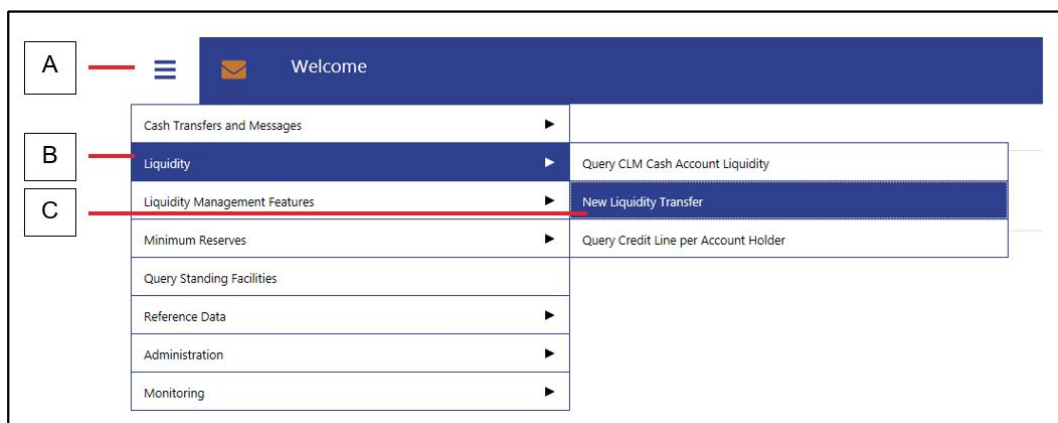 A
Welcome
Cash Transfers and Messages
B
Liquidity
Query CLM Cash Account Liquidity
C
Liquidity Management Features
New Liquidity Transfer
Minimum Reserves
Query Credit Line per Account Holder
Query Standing Facilities
Reference Data
Administration
Monitoring